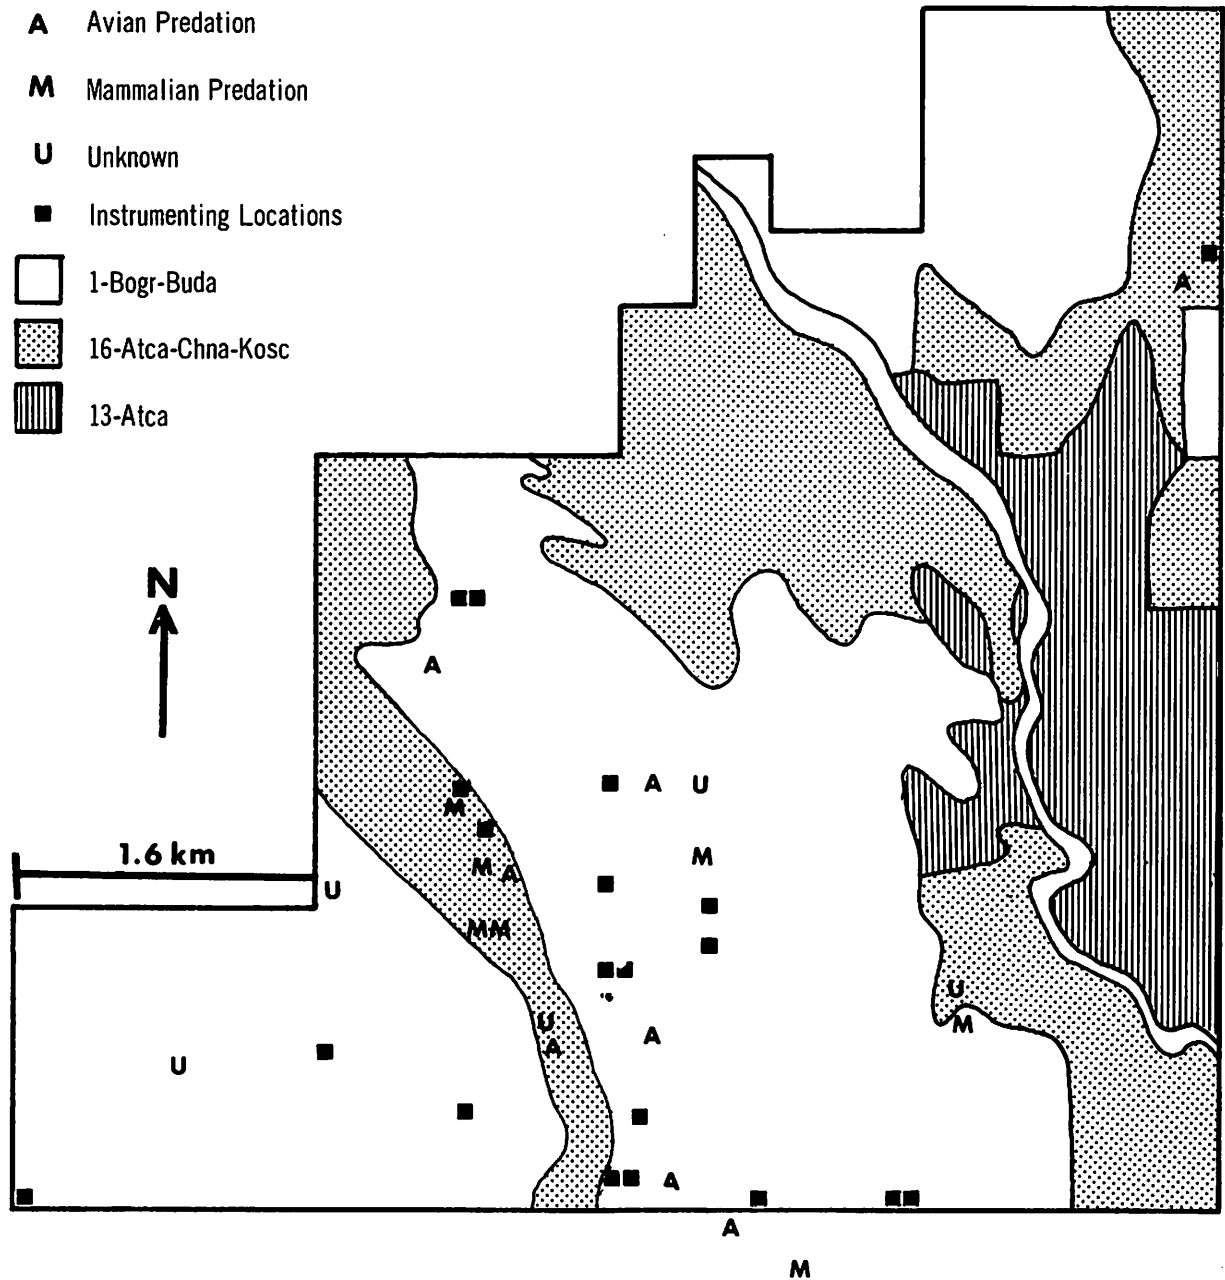 A Avian Predation
M Mammalian Predation
U Unknown
Instrumenting Locations
1-Bogr-Buda
16-Atca-Chna-Kosc
13-Atca
A
N
A
A U
M
M
1.6 km
M A
U
MM
U
U
M
A
A
U
A
A
M